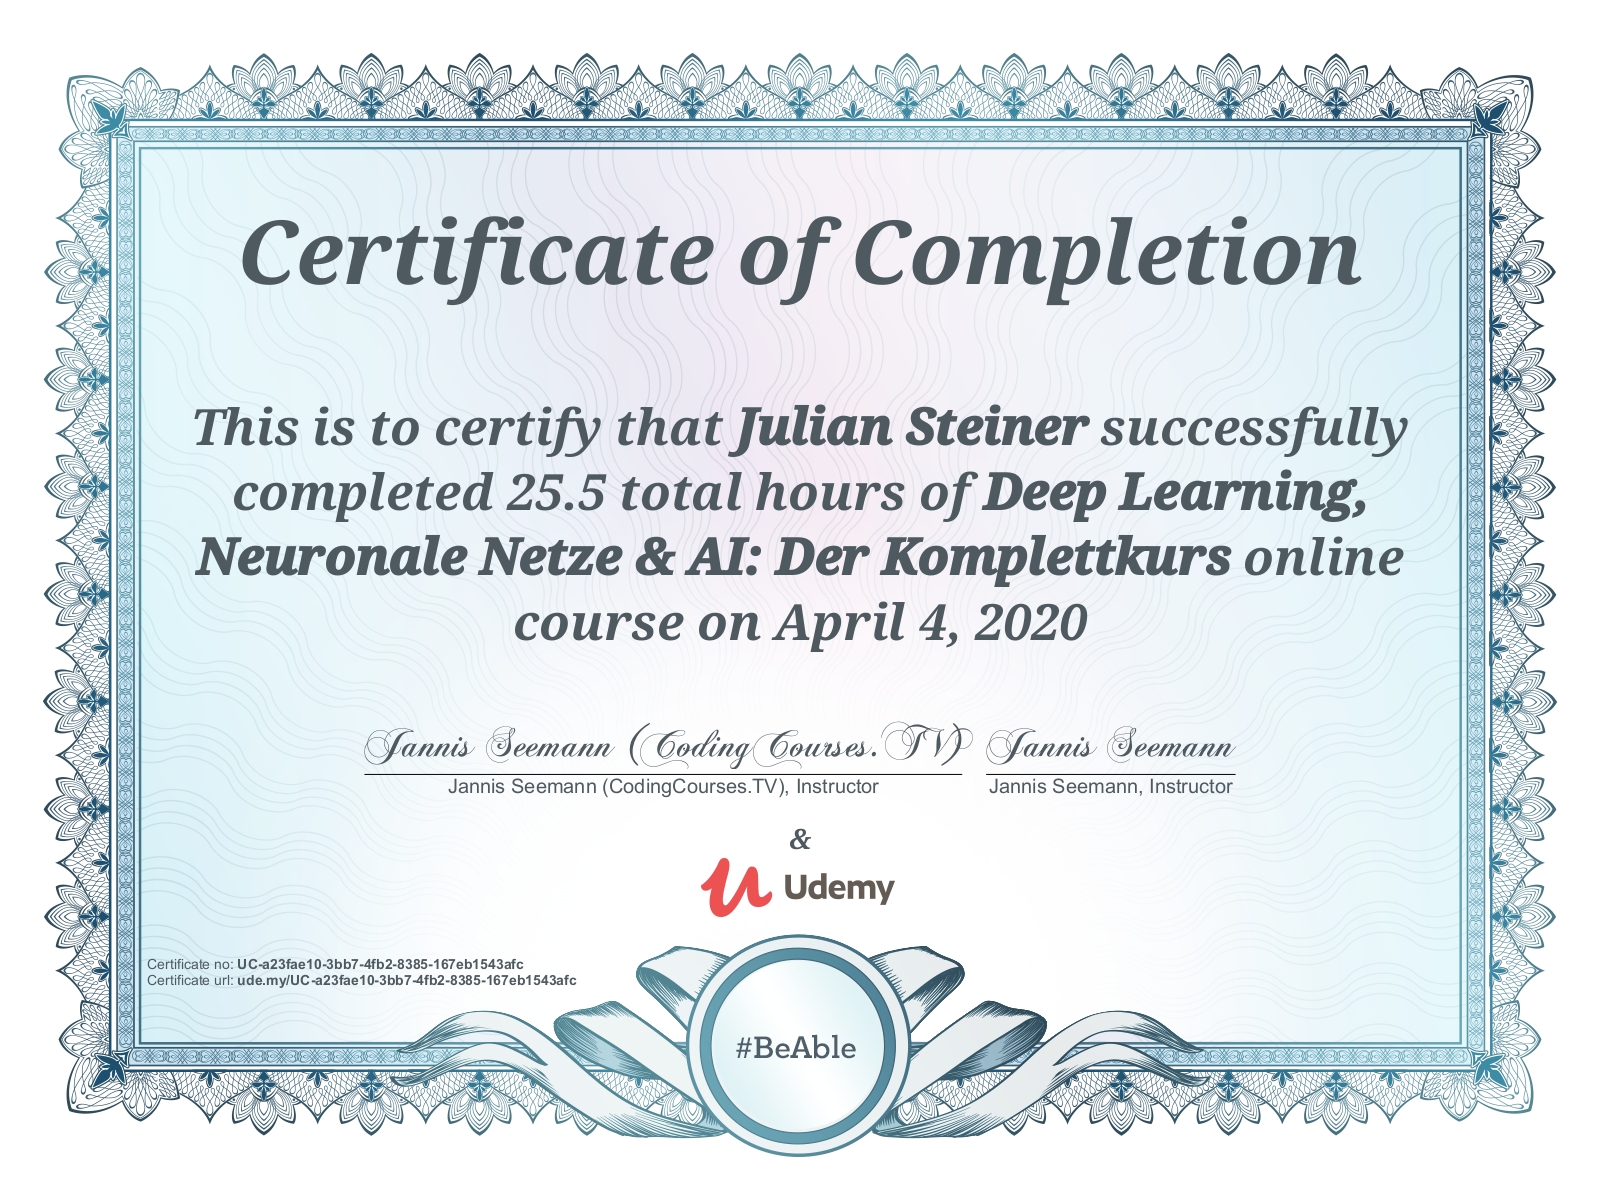 Certificate of Completion
This is to certify that Julian Steiner successfully
completed 25.5 total hours of Deep Learning,
Neuronale Netze & AI: Der Komplettkurs online
course on April 4, 2020
Jannis Seemann (CodingCourses.TV) Jannis Seemann
Jannis Seemann (CodingCourses.TV), Instructor Jannis Seemann, Instructor
&
Udemy
Certificate no: UC-a23fae10-3bb7-4fb2-8385-167eb1543afc
Certificate url: ude.my/UC-a23fae10-3bb7-4fb2-8385-167eb1543afc
#BeAble